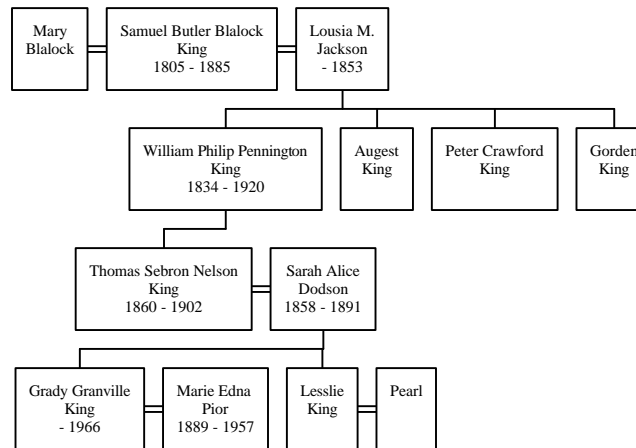 Mary
Blalock
Samuel Butler Blalock
King
1805 - 1885
Lousia M.
Jackson
- 1853
William Philip Pennington
King
1834 - 1920
Augest
King
Peter Crawford
King
Gorden
King
Thomas Sebron Nelson
King
1860 - 1902
Sarah Alice
Dodson
1858 - 1891
Grady Granville
King
- 1966
Marie Edna
Pior
1889 - 1957
Lesslie
King
Pearl